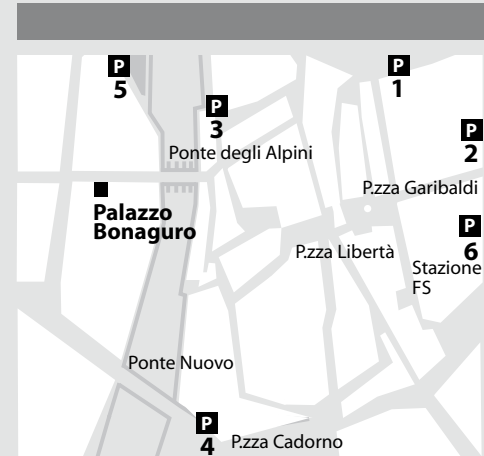 P
5
P
1
P
3
P
2
Ponte degli Alpini
P.zza Garibaldi
Palazzo
Bonaguro
P
6
P.zza Libertà
Stazione
FS
Ponte Nuovo
P
4
P.zza Cadorno